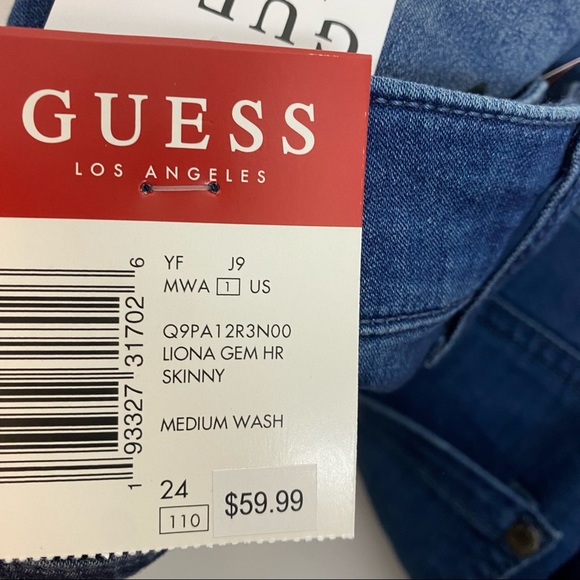 GUE
GUESS
LOS ANGELES
YF J9
MWA 1 US
Q9PA12R3N00
LIONA GEM HR
SKINNY
MEDIUM WASH
24
110
$59.99
1 93327 31702 6